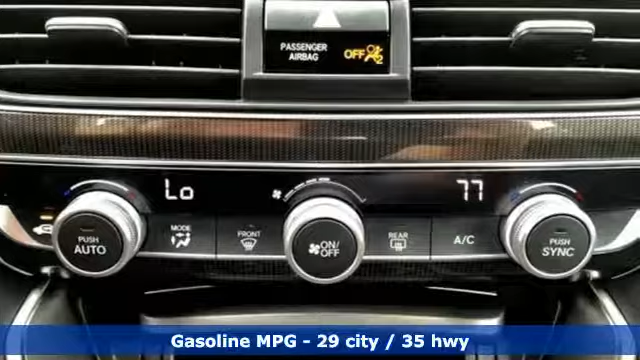 PASSENGER
AIRBAG
OFF 2
Lo
77
PUSH
AUTO
MODE
FRONT
ON/
OFF
REAR
A/C
PUSH
SYNC
Gasoline MPG - 29 city / 35 hwy